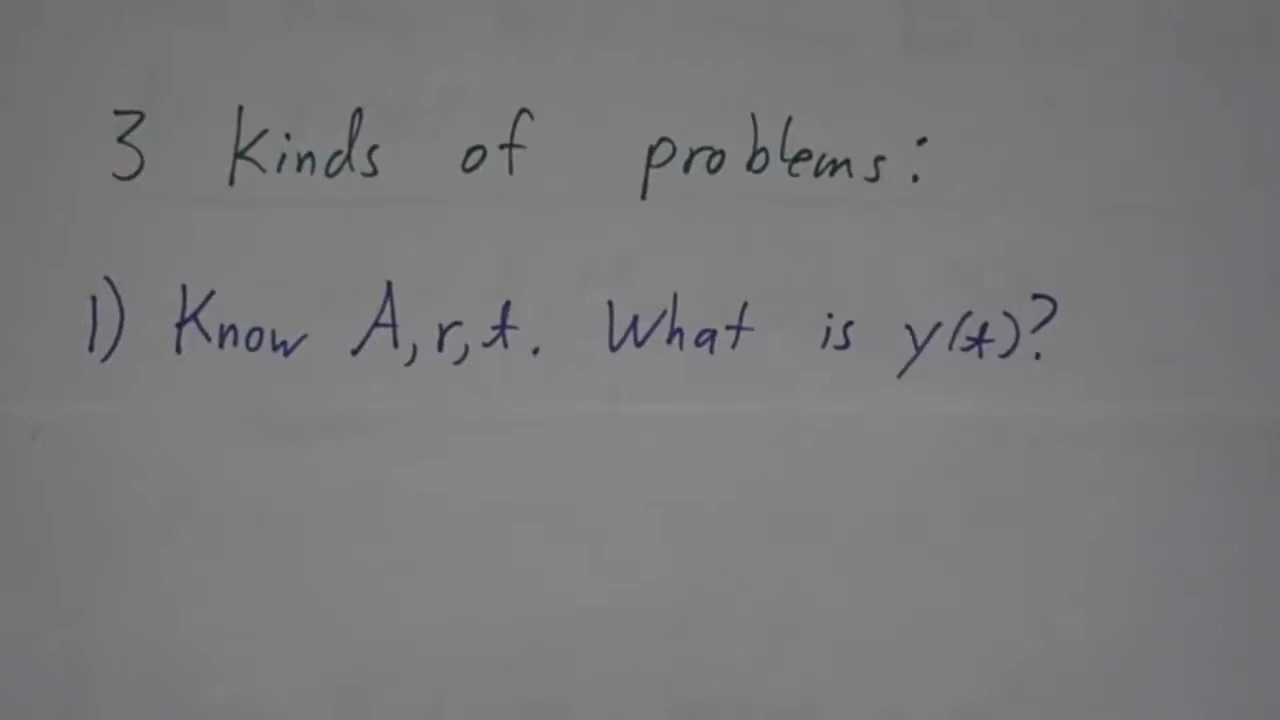 3 Kinds of problems:
1) Know A, r, t. What is y(t)?